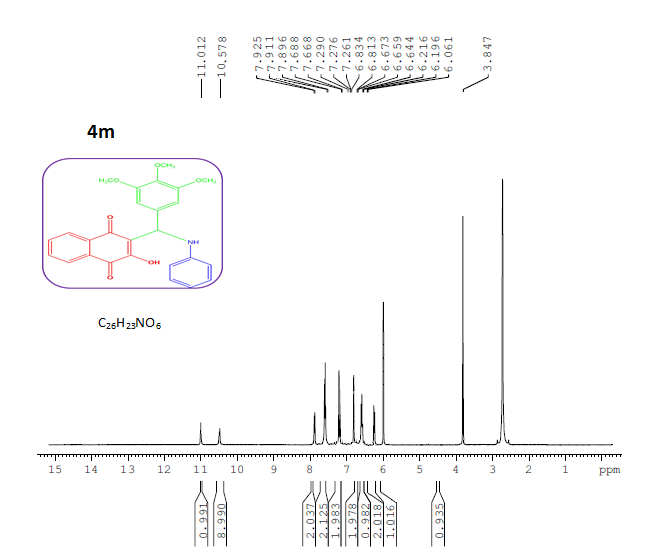 11.012
10.578
7.925
7.911
7.896
7.688
7.668
7.290
7.276
7.261
6.834
6.813
6.673
6.659
6.644
6.216
6.196
6.061
3.847
4m
OCH₃
H₃CO
OCH₃
O
NH
OH
O
C₂₆H₂₃NO₆
15 14 13 12 11 10 9 8 7 6 5 4 3 2 1 ppm
0.991
8.990
2.037
2.125
1.983
1.978
0.982
2.018
1.016
0.935